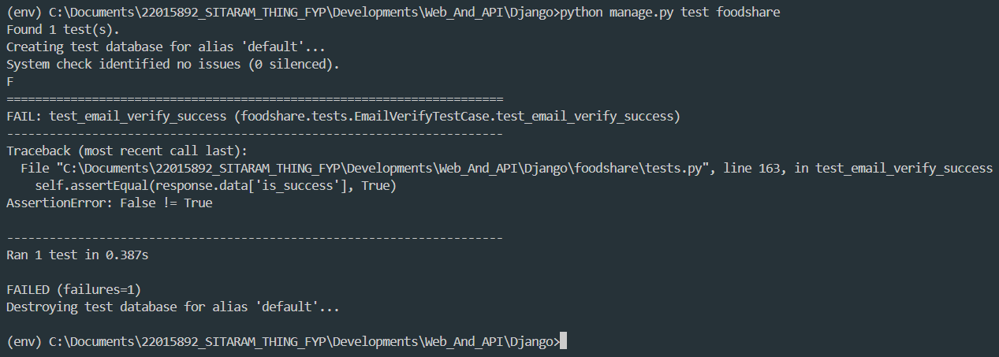 (env) C:\Documents\22015892_SITARAM_THING_FYP\Developments\Web_And_API\Django>python manage.py test foodshare
Found 1 test(s).
Creating test database for alias 'default'...
System check identified no issues (0 silenced).
F
======================================================================
FAIL: test_email_verify_success (foodshare.tests.EmailVerifyTestCase.test_email_verify_success)
----------------------------------------------------------------------
Traceback (most recent call last):
  File "C:\Documents\22015892_SITARAM_THING_FYP\Developments\Web_And_API\Django\foodshare\tests.py", line 163, in test_email_verify_success
    self.assertEqual(response.data['is_success'], True)
AssertionError: False != True
----------------------------------------------------------------------
Ran 1 test in 0.387s
FAILED (failures=1)
Destroying test database for alias 'default'...
(env) C:\Documents\22015892_SITARAM_THING_FYP\Developments\Web_And_API\Django>